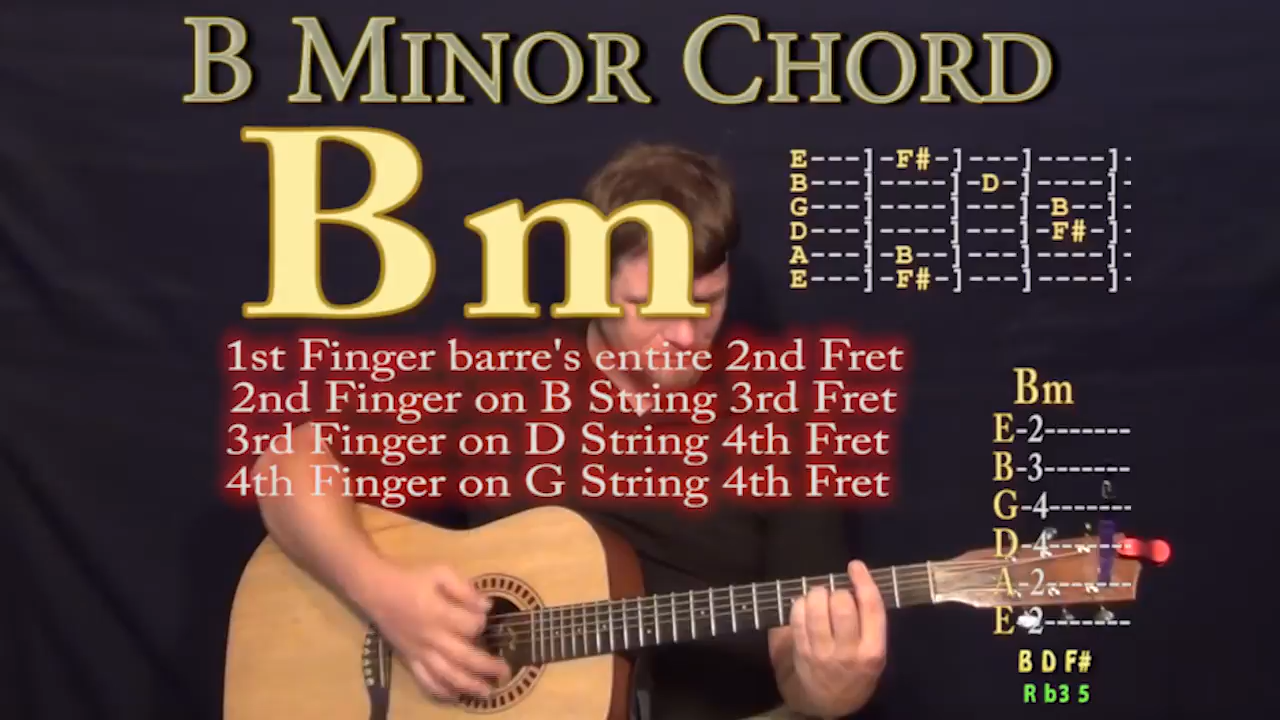 B MINOR CHORD
Bm
E---]-F#-]---]----]-
B---]----]-D-]----]-
G---]----]---]-B--]-
D---]----]---]-F#-]-
A---]-B--]---]----]-
E---]-F#-]---]----]-
1st Finger barre's entire 2nd Fret
2nd Finger on B String 3rd Fret
3rd Finger on D String 4th Fret
4th Finger on G String 4th Fret
Bm
E-2-------
B-3-------
G-4-------
D-4-------
A-2-------
E-2-------
B D F#
R b3 5